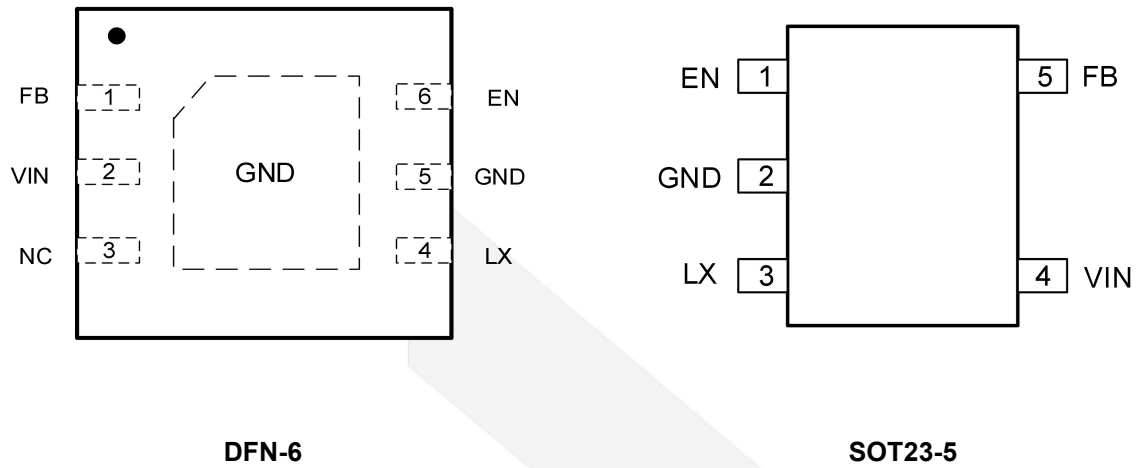 FB 1 6 EN
VIN 2 GND 5 GND
NC 3 4 LX
DFN-6
EN 1 5 FB
GND 2
LX 3 4 VIN
SOT23-5